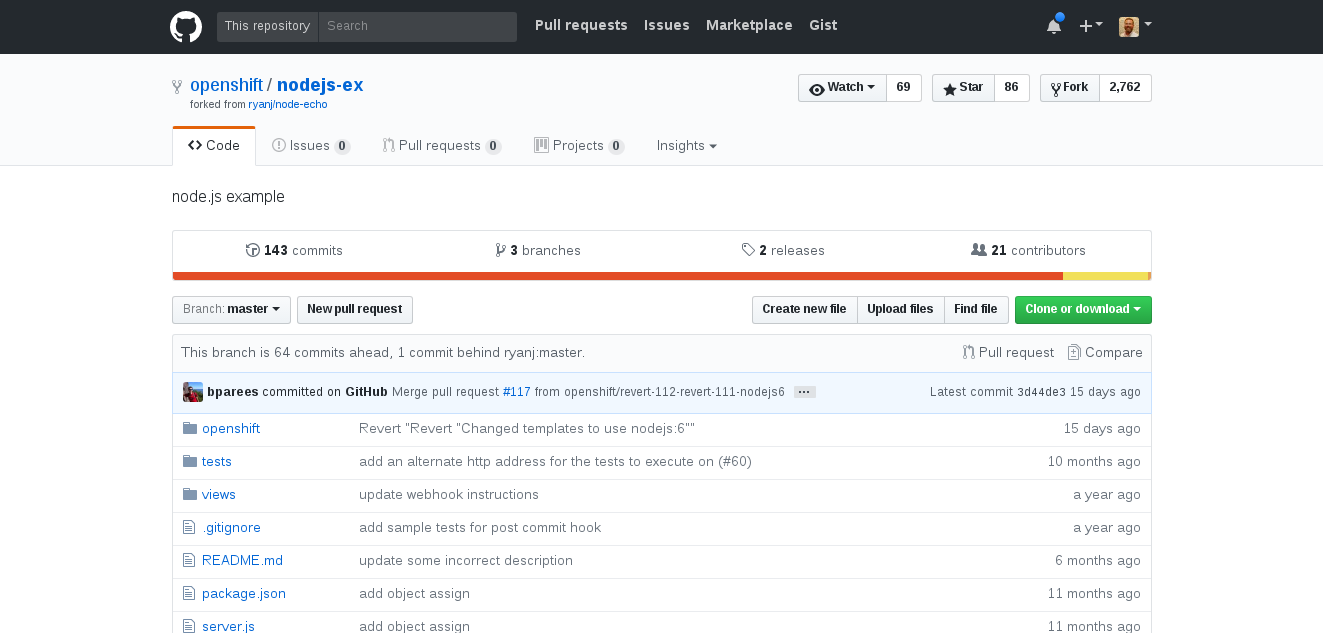 This repository Search Pull requests Issues Marketplace Gist
openshift / nodejs-ex Watch 69 Star 86 Fork 2,762
forked from ryanj/node-echo
Code Issues 0 Pull requests 0 Projects 0 Insights
node.js example
143 commits 3 branches 2 releases 21 contributors
Branch: master New pull request Create new file Upload files Find file Clone or download
This branch is 64 commits ahead, 1 commit behind ryanj:master. Pull request Compare
bparees committed on GitHub Merge pull request #117 from openshift/revert-112-revert-111-nodejs6 ... Latest commit 3d44de3 15 days ago
openshift Revert "Revert "Changed templates to use nodejs:6"" 15 days ago
tests add an alternate http address for the tests to execute on (#60) 10 months ago
views update webhook instructions a year ago
.gitignore add sample tests for post commit hook a year ago
README.md update some incorrect description 6 months ago
package.json add object assign 11 months ago
server.js add object assign 11 months ago